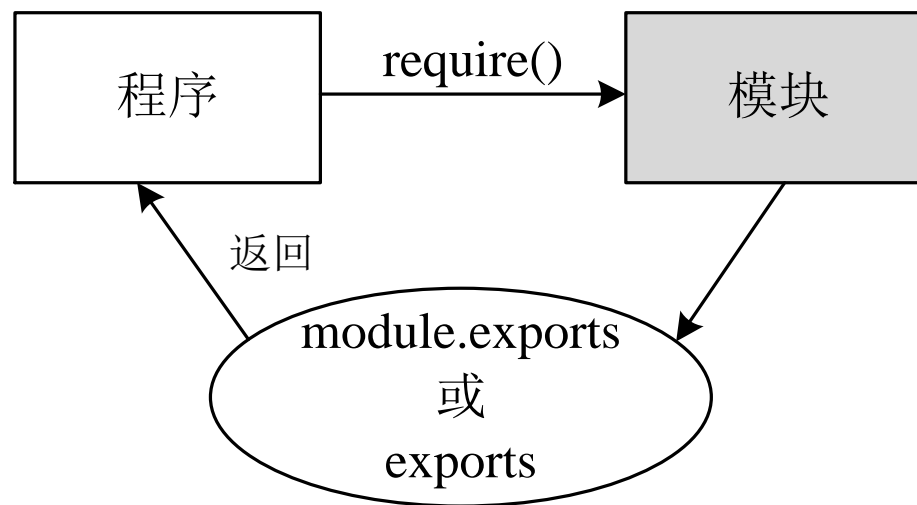 require()
程序
模块
返回
module.exports
或
exports